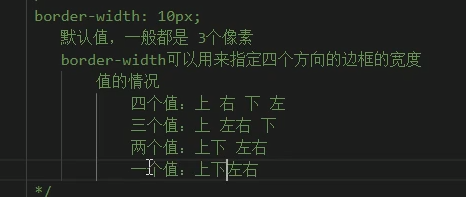 border-width: 10px;
默认值，一般都是 3个像素
border-width可以用来指定四个方向的边框的宽度
值的情况
四个值：上 右 下 左
三个值：上 左右 下
两个值：上下 左右
一个值：上下左右
*/